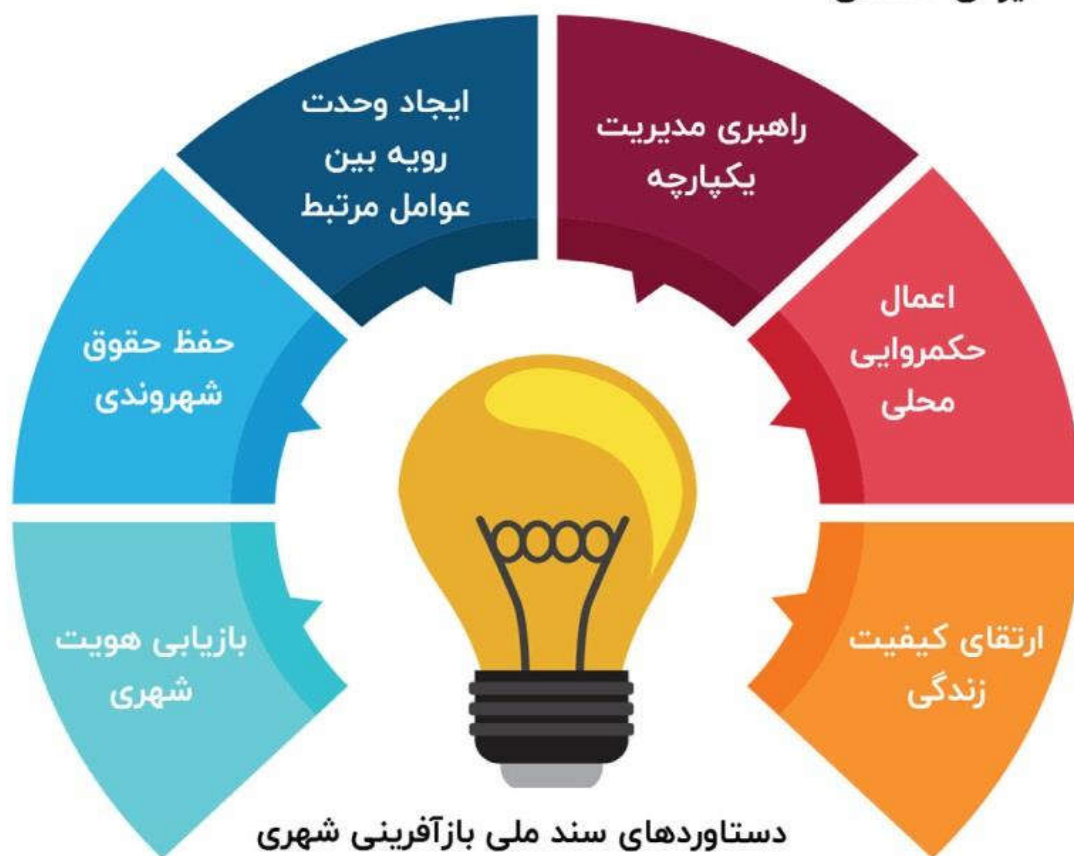 راهبری مدیریت
یکپارچه
اعمال
حکمروایی
محلی
ارتقای کیفیت
زندگی
ایجاد وحدت
رویه بین
عوامل مرتبط
حفظ حقوق
شهروندی
بازیابی هویت
شهری
دستاوردهای سند ملی بازآفرینی شهری